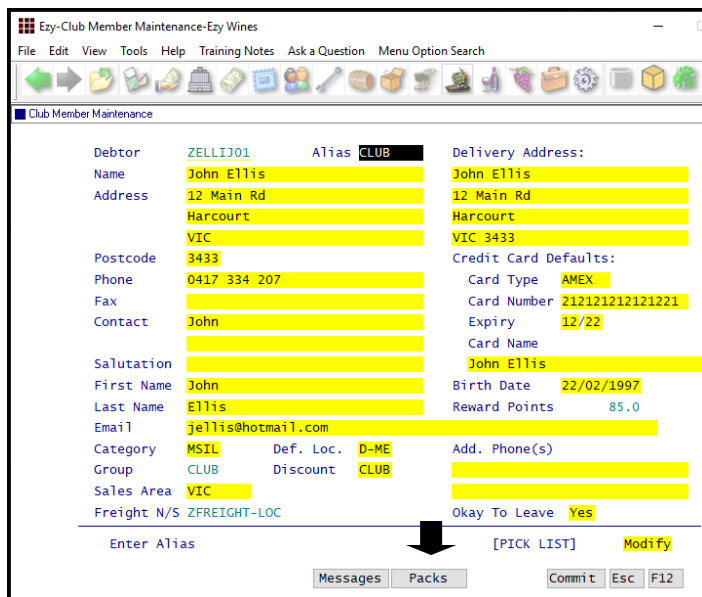 Ezy-Club Member Maintenance-Ezy Wines
File Edit View Tools Help Training Notes Ask a Question Menu Option Search
Club Member Maintenance
Debtor ZELLIJ01 Alias CLUB Delivery Address:
Name John Ellis John Ellis
Address 12 Main Rd 12 Main Rd
Harcourt Harcourt
VIC VIC 3433
Postcode 3433 Credit Card Defaults:
Phone 0417 334 207 Card Type AMEX
Fax Card Number 212121212121221
Contact John Expiry 12/22
Card Name
Salutation John Ellis
First Name John Birth Date 22/02/1997
Last Name Ellis Reward Points 85.0
Email jellis@hotmail.com
Category MSIL Def. Loc. D-ME Add. Phone(s)
Group CLUB Discount CLUB
Sales Area VIC
Freight N/S ZFREIGHT-LOC Okay To Leave Yes
Enter Alias [PICK LIST] Modify
Messages Packs Commit Esc F12